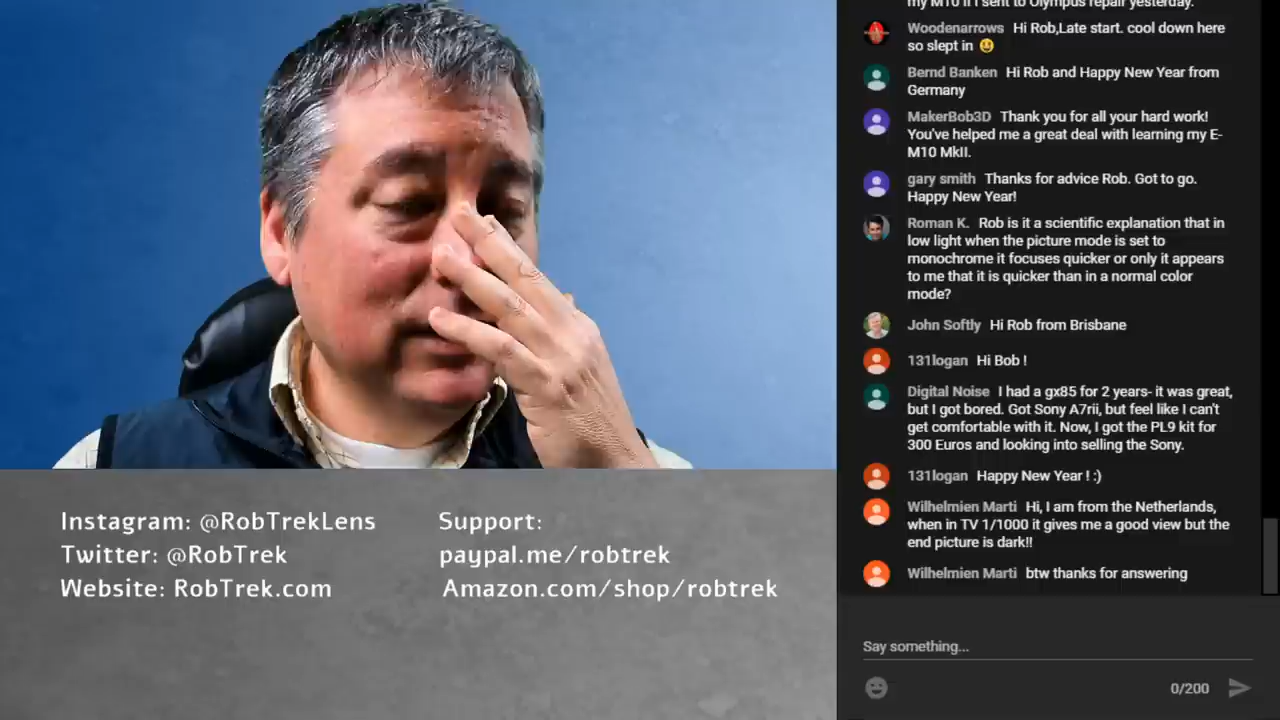 my M10 II I sent to Olympus repair yesterday.
Woodenarrows Hi Rob,Late start. cool down here
so slept in 😃
Bernd Banken Hi Rob and Happy New Year from
Germany
MakerBob3D Thank you for all your hard work!
You've helped me a great deal with learning my E-
M10 MkII.
gary smith Thanks for advice Rob. Got to go.
Happy New Year!
Roman K. Rob is it a scientific explanation that in
low light when the picture mode is set to
monochrome it focuses quicker or only it appears
to me that it is quicker than in a normal color
mode?
John Softly Hi Rob from Brisbane
131logan Hi Bob !
Digital Noise I had a gx85 for 2 years- it was great,
but I got bored. Got Sony A7rii, but feel like I can't
get comfortable with it. Now, I got the PL9 kit for
300 Euros and looking into selling the Sony.
131logan Happy New Year ! :)
Wilhelmien Marti Hi, I am from the Netherlands,
when in TV 1/1000 it gives me a good view but the
end picture is dark!!
Wilhelmien Marti btw thanks for answering
Say something...
0/200
Instagram: @RobTrekLens
Twitter: @RobTrek
Website: RobTrek.com
Support:
paypal.me/robtrek
Amazon.com/shop/robtrek